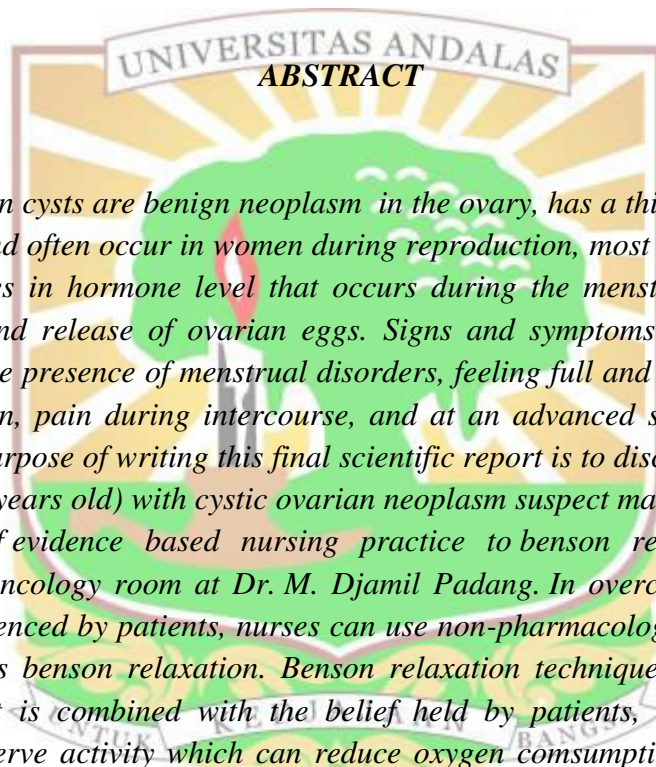 UNIVERSITAS ANDALAS
ABSTRACT
n cysts are benign neoplasm in the ovary, has a thi
d often occur in women during reproduction, most
s in hormone level that occurs during the menst
nd release of ovarian eggs. Signs and symptoms
e presence of menstrual disorders, feeling full and
n, pain during intercourse, and at an advanced s
urpose of writing this final scientific report is to disc
years old) with cystic ovarian neoplasm suspect ma
f evidence based nursing practice to benson re
ncology room at Dr. M. Djamil Padang. In overc
enced by patients, nurses can use non-pharmacolog
s benson relaxation. Benson relaxation technique
t is combined with the belief held by patients,
UNTUK KEDJAJAAN BANGSA
erve activity which can reduce oxygen comsumpti